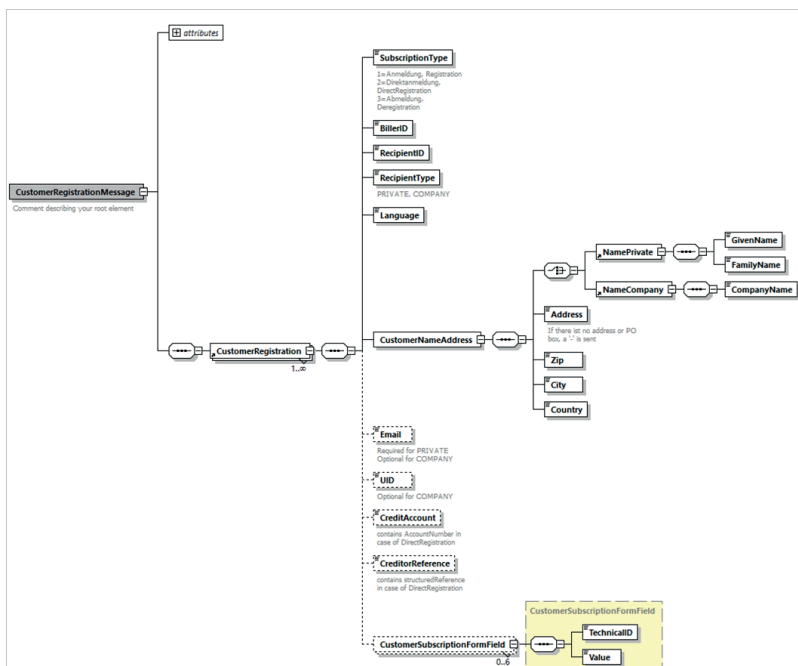 attributes
SubscriptionType
1=Anmeldung, Registration
2=Direktanmeldung,
DirectRegistration
3=Abmeldung,
Deregistration
BillerID
RecipientID
RecipientType
PRIVATE, COMPANY
Language
CustomerRegistrationMessage
Comment describing your root element
GivenName
NamePrivate
FamilyName
NameCompany
CompanyName
Address
If there ist no address or PO
box, a '-' is sent
CustomerNameAddress
CustomerRegistration
1..∞
Zip
City
Country
Email
Required for PRIVATE
Optional for COMPANY
UID
Optional for COMPANY
CreditAccount
contains AccountNumber in
case of DirectRegistration
CreditorReference
contains structuredReference
in case of DirectRegistration
CustomerSubscriptionFormField
CustomerSubscriptionFormField
0..6
TechnicalID
Value